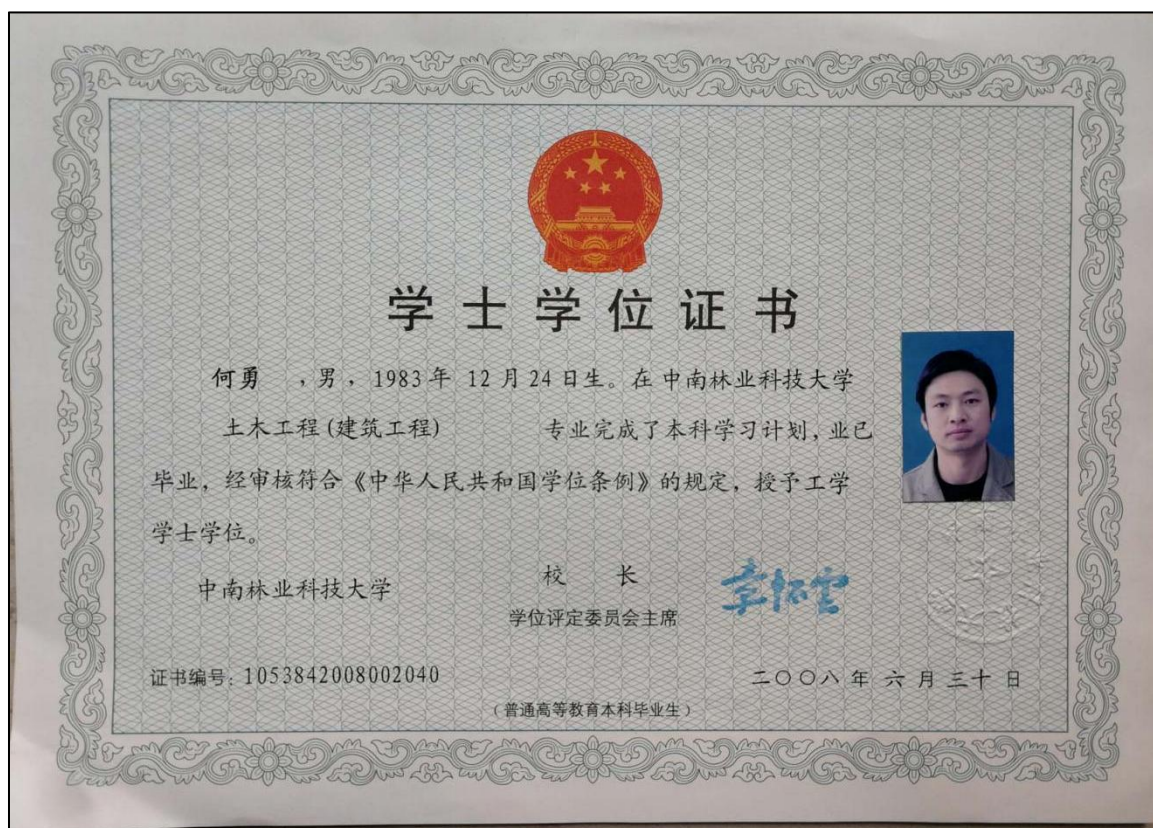 学士学位证书
何勇 ，男，1983年 12月24日生。在中南林业科技大学
土木工程(建筑工程) 专业完成了本科学习计划，业已
毕业，经审核符合《中华人民共和国学位条例》的规定，授予工学
学士学位。
中南林业科技大学
校 长
学位评定委员会主席
章怀云
证书编号：1053842008002040
二〇〇八年 六月三十日
（普通高等教育本科毕业生）